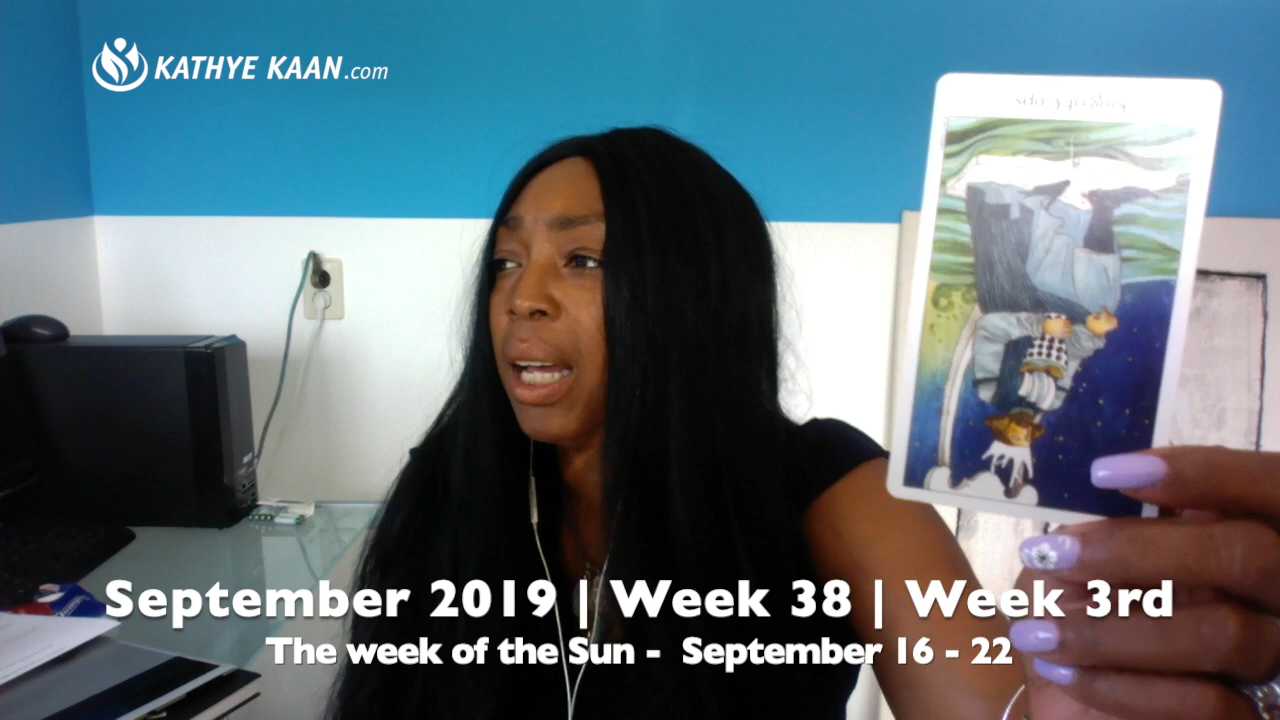 KATHYE KAAN.com
King of Cups
September 2019 | Week 38 | Week 3rd
The week of the Sun - September 16 - 22